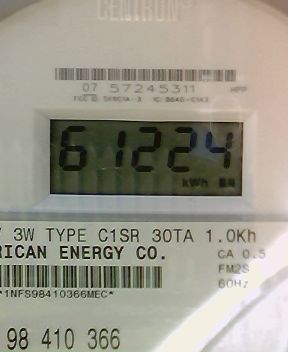 CENTRON
07 57245311 HPP
61224
kWh
3W TYPE C1SR 30TA 1.0Kh
RICAN ENERGY CO. CA 0.5
FM2S
*1NFS98410366MEC* 60Hz
98 410 366